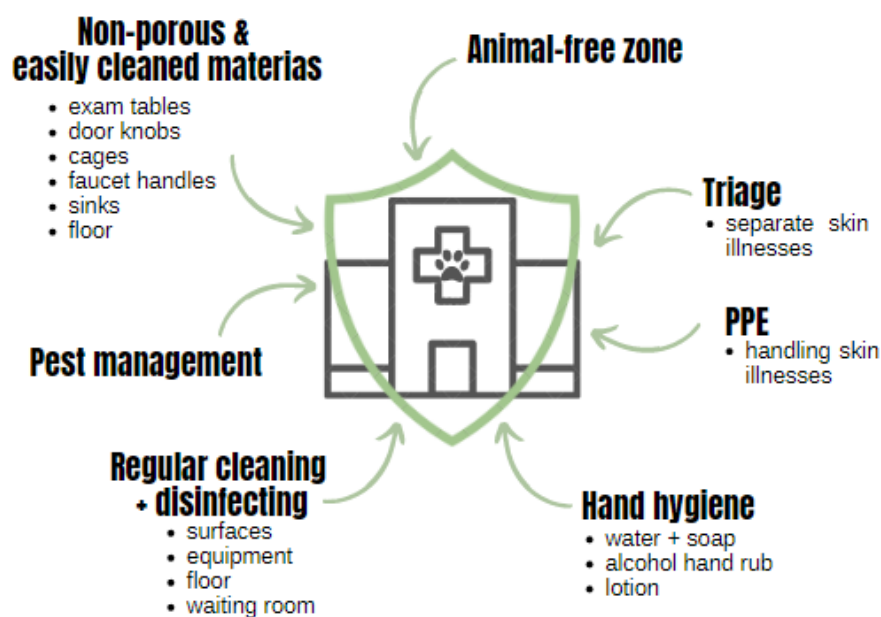 Non-porous &
easily cleaned materias
• exam tables
• door knobs
• cages
• faucet handles
• sinks
• floor
Animal-free zone
Triage
• separate skin
illnesses
PPE
• handling skin
illnesses
Pest management
Regular cleaning
+ disinfecting
• surfaces
• equipment
• floor
• waiting room
Hand hygiene
• water + soap
• alcohol hand rub
• lotion